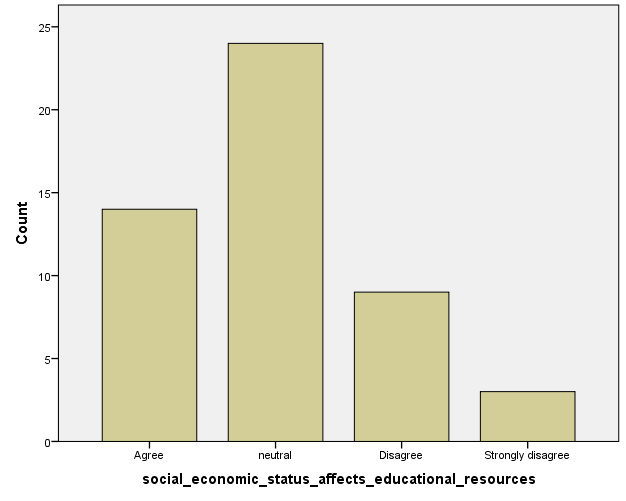 25
20
15
10
5
0
Count
Agree
neutral
Disagree
Strongly disagree
social_economic_status_affects_educational_resources